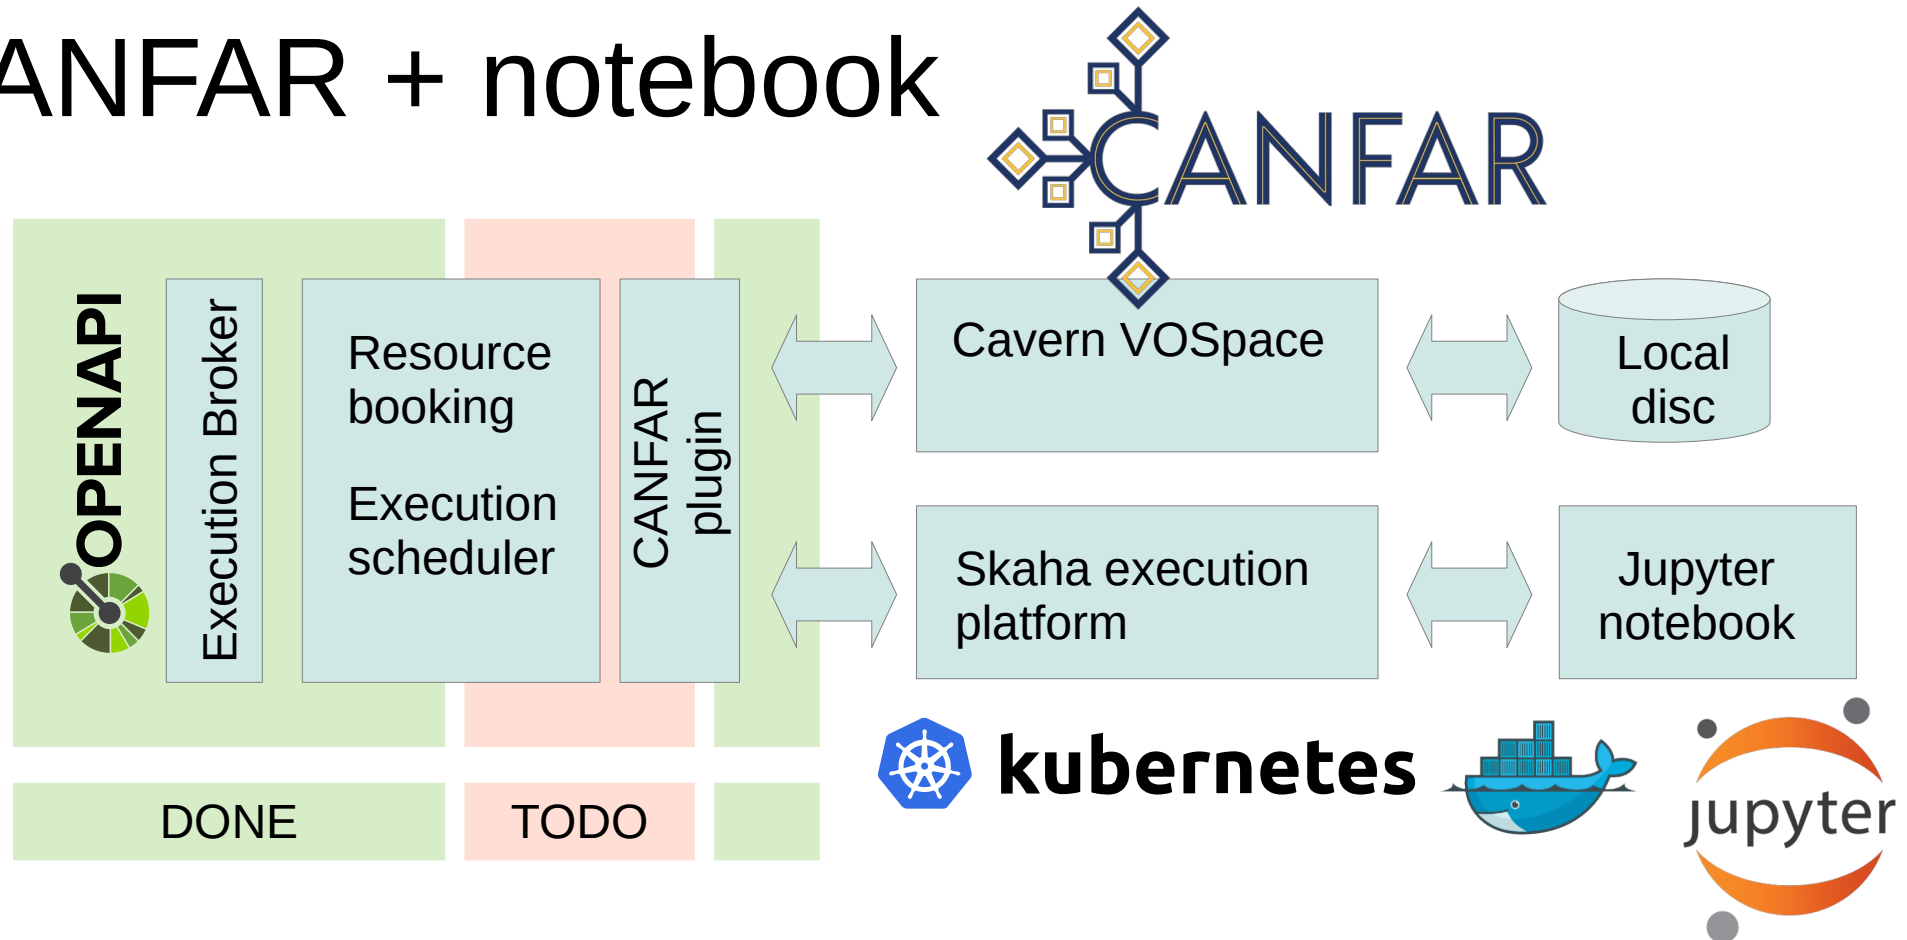 ANFAR + notebook
CANFAR
OPENAPI
Execution Broker
Resource
booking
Execution
scheduler
CANFAR
plugin
Cavern VOSpace
Local
disc
Skaha execution
platform
Jupyter
notebook
kubernetes
jupyter
DONE
TODO